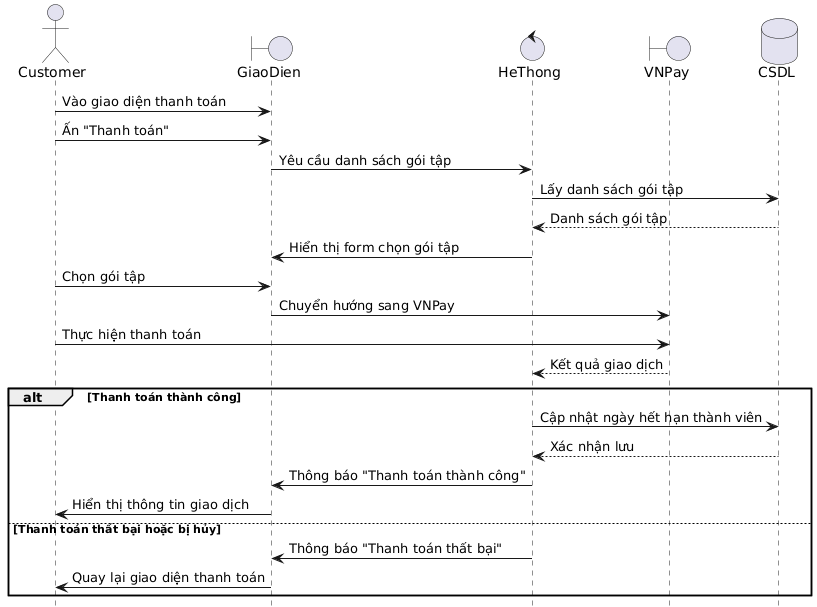 Customer
GiaoDien
HeThong
VNPay
CSDL
Vào giao diện thanh toán
Ấn "Thanh toán"
Yêu cầu danh sách gói tập
Lấy danh sách gói tập
Danh sách gói tập
Hiển thị form chọn gói tập
Chọn gói tập
Chuyển hướng sang VNPay
Thực hiện thanh toán
Kết quả giao dịch
alt [Thanh toán thành công]
Cập nhật ngày hết hạn thành viên
Xác nhận lưu
Thông báo "Thanh toán thành công"
Hiển thị thông tin giao dịch
[Thanh toán thất bại hoặc bị hủy]
Thông báo "Thanh toán thất bại"
Quay lại giao diện thanh toán